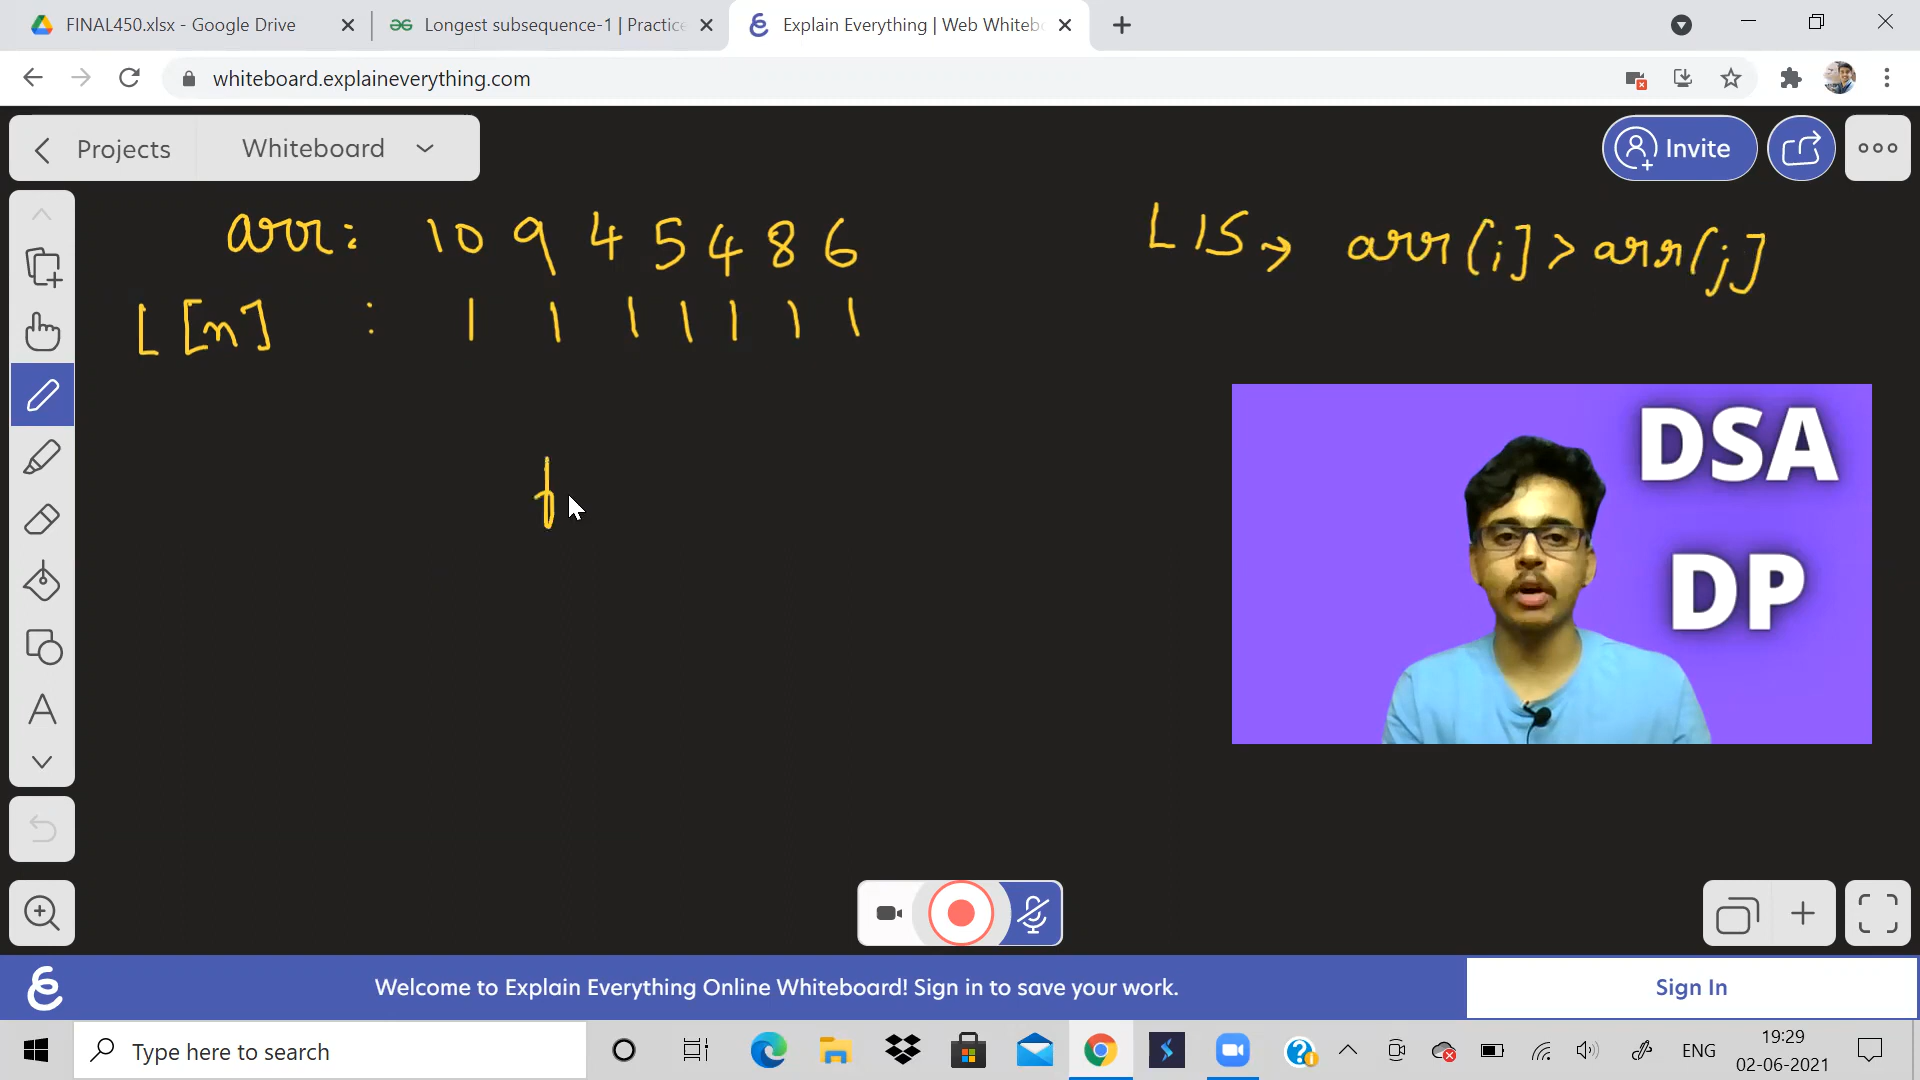 FINAL450.xlsx - Google Drive
Longest subsequence-1 | Practice
Explain Everything | Web Whitebo
whiteboard.explaineverything.com
Projects
Whiteboard
Invite
arr: 10 9 4 5 4 8 6
LIS → arr[i] > arr[j]
L[n] : 1 1 1 1 1 1 1
DSA
DP
A
Welcome to Explain Everything Online Whiteboard! Sign in to save your work.
Sign In
Type here to search
ENG
19:29
02-06-2021